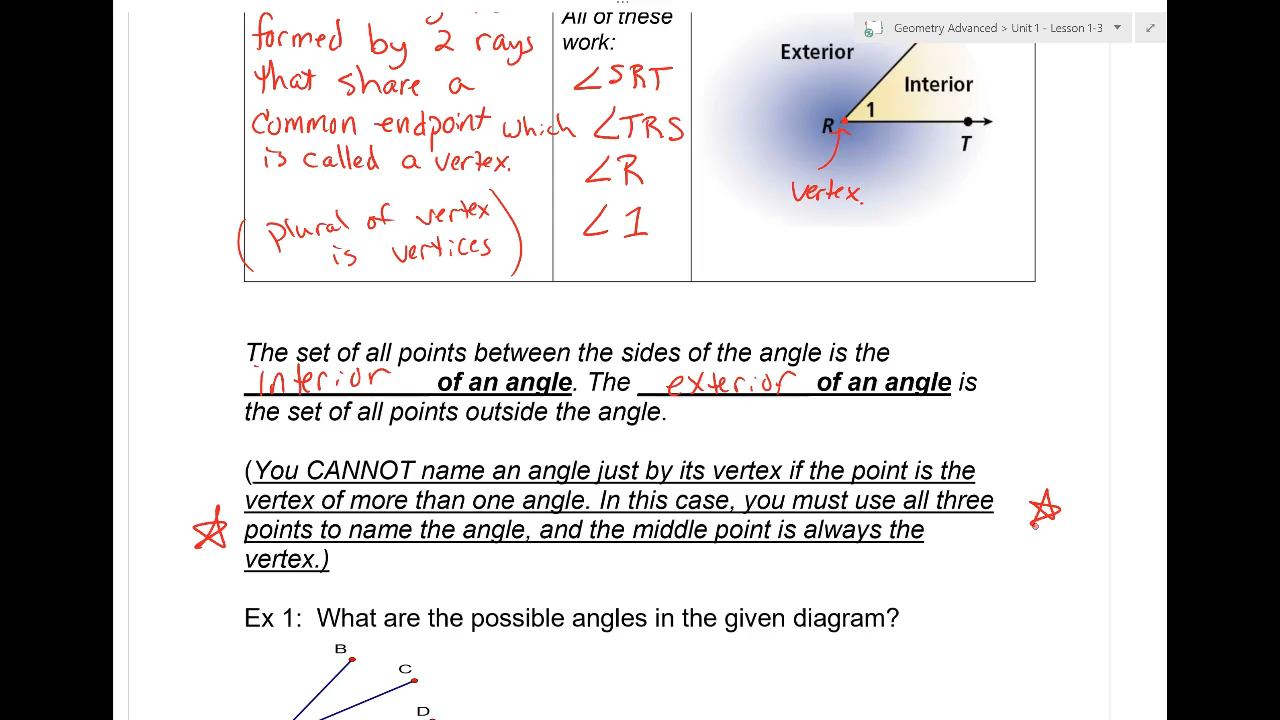 Geometry Advanced > Unit 1 - Lesson 1-3
formed by 2 rays
that share a
common endpoint which
is called a vertex.
(plural of vertex
is vertices)
All of these
work:
∠SRT
∠TRS
∠R
∠1
Exterior
Interior
1
R
T
vertex.
The set of all points between the sides of the angle is the
interior of an angle. The exterior of an angle is
the set of all points outside the angle.
(You CANNOT name an angle just by its vertex if the point is the
vertex of more than one angle. In this case, you must use all three
points to name the angle, and the middle point is always the
vertex.)
Ex 1: What are the possible angles in the given diagram?
B
C
D